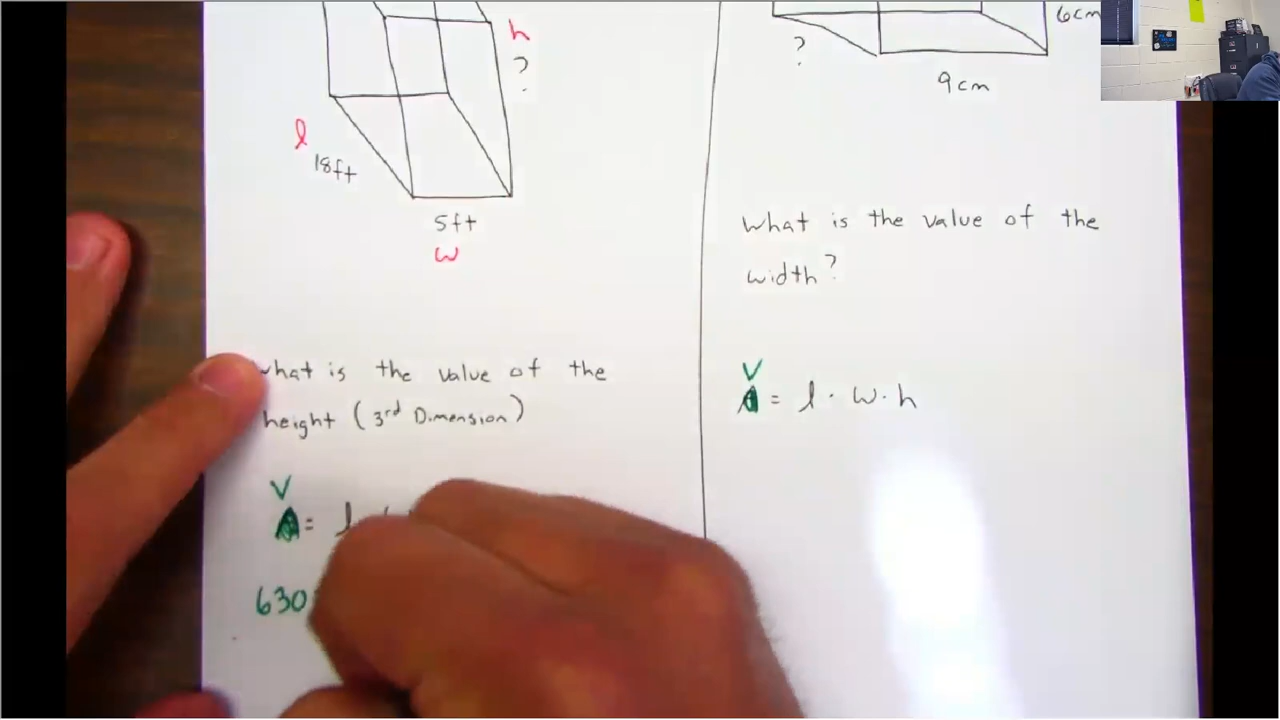 h
?
l
18ft
5ft
w
What is the value of the
height (3rd Dimension)
V
= l
630
6cm
?
9cm
What is the value of the
width?
V
= l · w · h